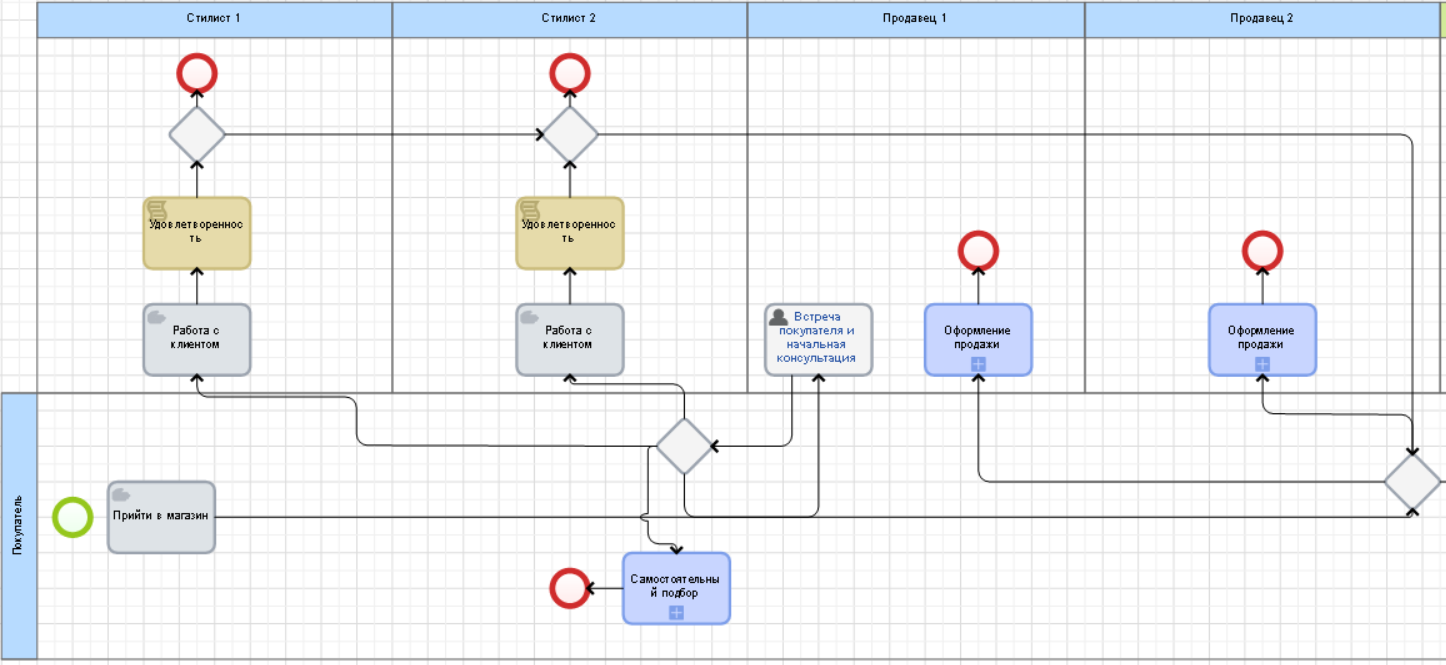 Стилист 1
Стилист 2
Продавец 1
Продавец 2
Удовлетвореннос
ть
Удовлетвореннос
ть
Работа с
клиентом
Работа с
клиентом
Встреча
покупателя и
начальная
консультация
Оформление
продажи
Оформление
продажи
Покупатель
Прийти в магазин
Самостоятельны
й подбор